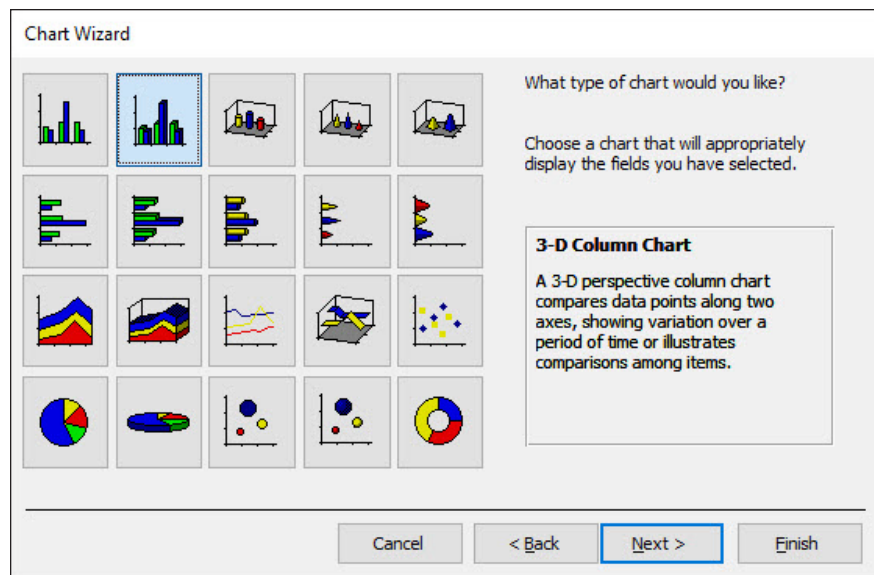 Chart Wizard
What type of chart would you like?
Choose a chart that will appropriately
display the fields you have selected.
3-D Column Chart
A 3-D perspective column chart
compares data points along two
axes, showing variation over a
period of time or illustrates
comparisons among items.
Cancel
< Back
Next >
Finish